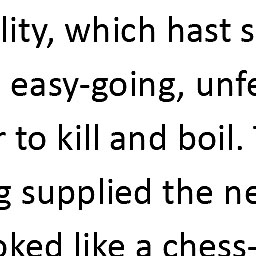 lity, which hast s
easy-going, unfe
r to kill and boil.
g supplied the ne
oked like a chess-